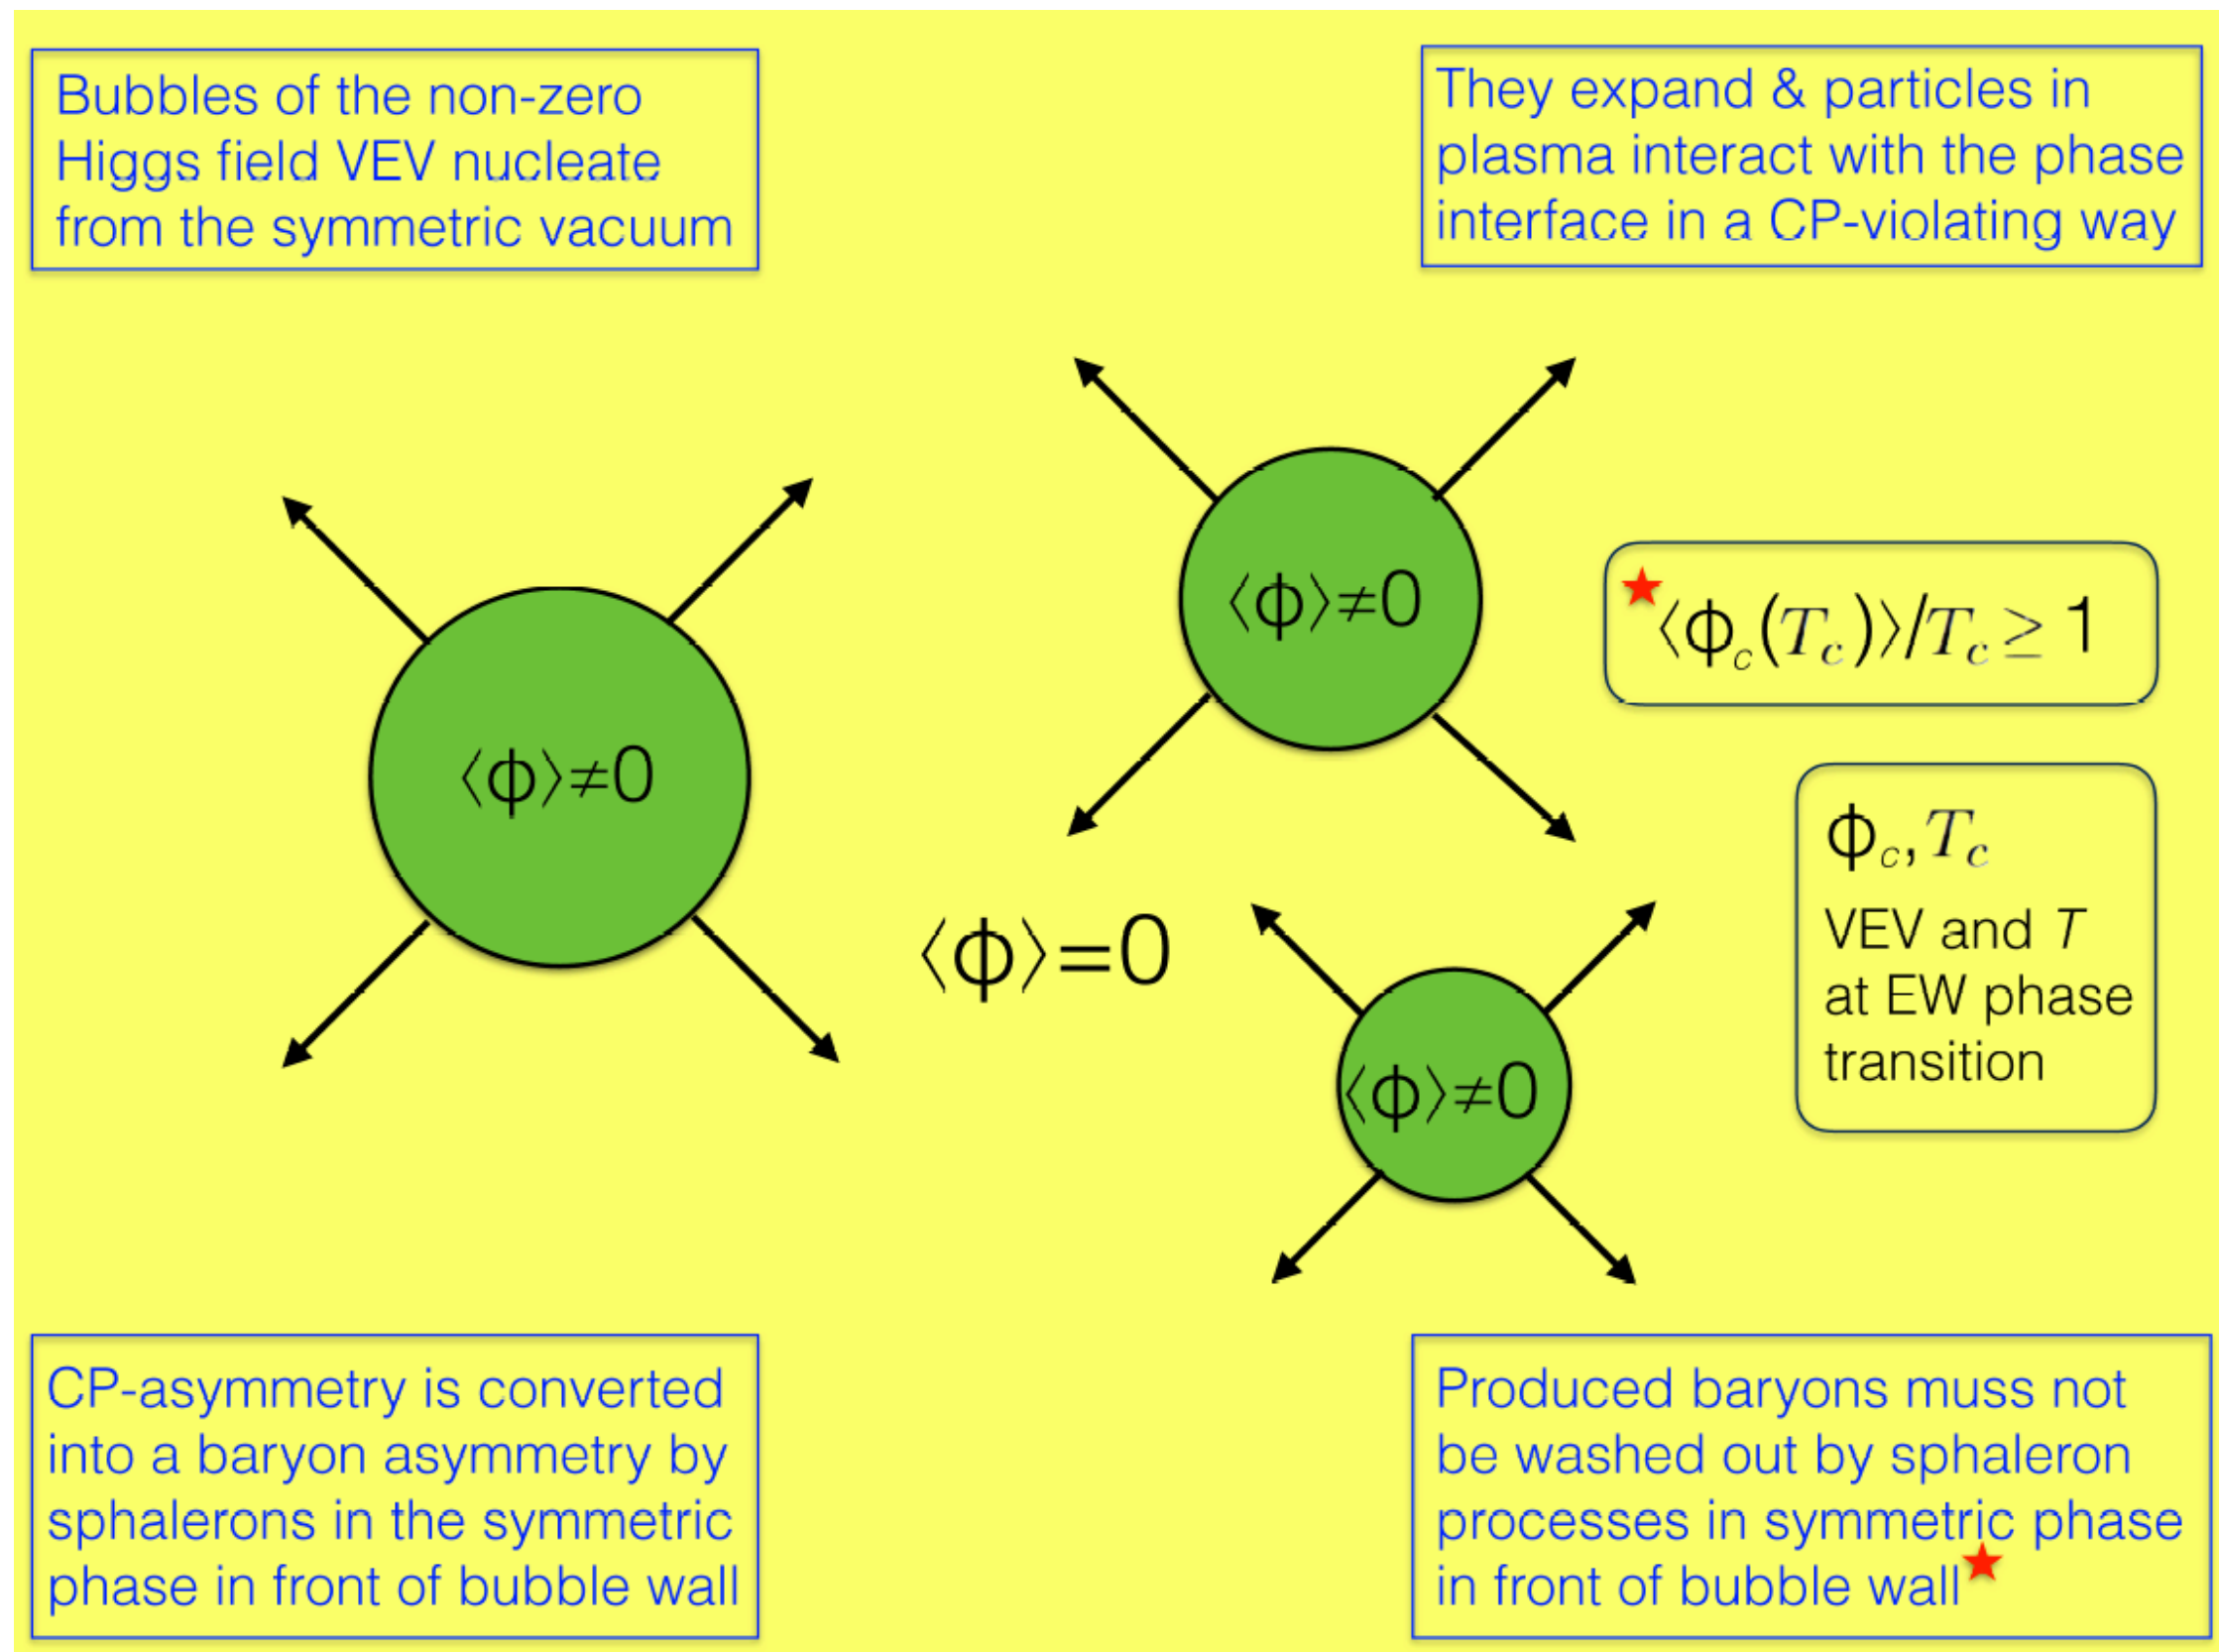 Bubbles of the non-zero
Higgs field VEV nucleate
from the symmetric vacuum
They expand & particles in
plasma interact with the phase
interface in a CP-violating way
⟨ϕ⟩≠0
⟨ϕ⟩≠0
★⟨ϕc(Tc)⟩/Tc ≥ 1
ϕc, Tc
VEV and T
at EW phase
transition
⟨ϕ⟩=0
⟨ϕ⟩≠0
CP-asymmetry is converted
into a baryon asymmetry by
sphalerons in the symmetric
phase in front of bubble wall
Produced baryons muss not
be washed out by sphaleron
processes in symmetric phase
in front of bubble wall★